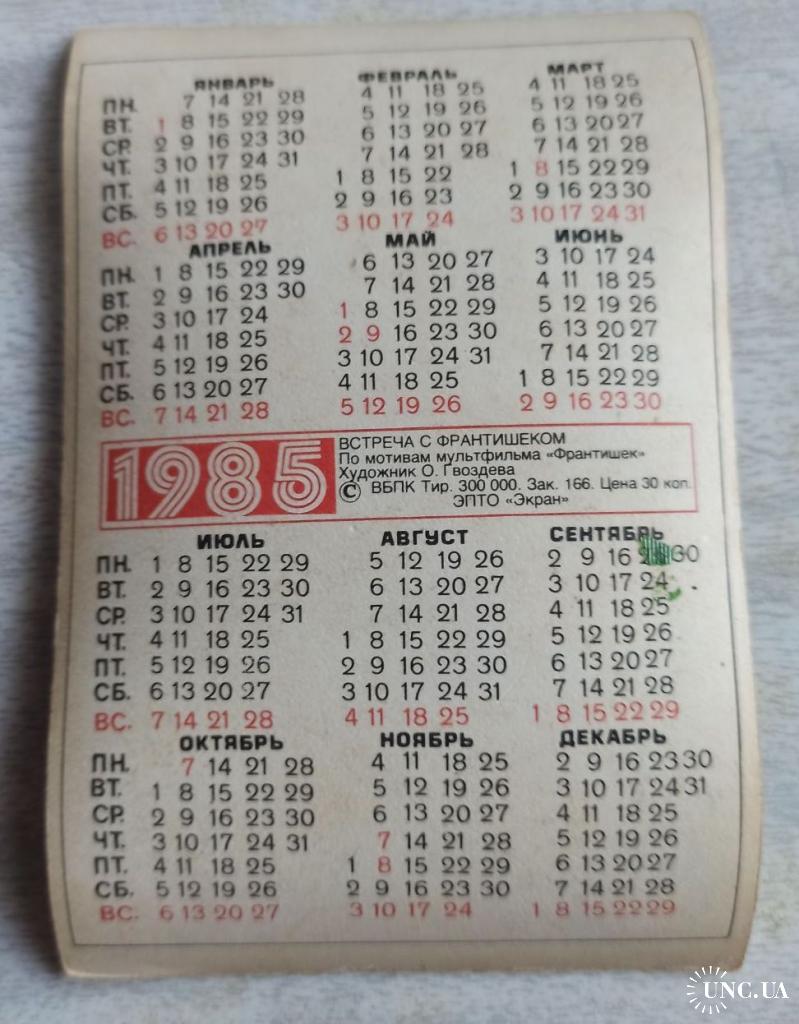 ЯНВАРЬ ФЕВРАЛЬ МАРТ
ПН. 7 14 21 28 4 11 18 25 4 11 18 25
ВТ. 1 8 15 22 29 5 12 19 26 5 12 19 26
СР. 2 9 16 23 30 6 13 20 27 6 13 20 27
ЧТ. 3 10 17 24 31 7 14 21 28 7 14 21 28
ПТ. 4 11 18 25 1 8 15 22 1 8 15 22 29
СБ. 5 12 19 26 2 9 16 23 2 9 16 23 30
ВС. 6 13 20 27 3 10 17 24 3 10 17 24 31
АПРЕЛЬ МАЙ ИЮНЬ
ПН. 1 8 15 22 29 6 13 20 27 3 10 17 24
ВТ. 2 9 16 23 30 7 14 21 28 4 11 18 25
СР. 3 10 17 24 1 8 15 22 29 5 12 19 26
ЧТ. 4 11 18 25 2 9 16 23 30 6 13 20 27
ПТ. 5 12 19 26 3 10 17 24 31 7 14 21 28
СБ. 6 13 20 27 4 11 18 25 1 8 15 22 29
ВС. 7 14 21 28 5 12 19 26 2 9 16 23 30
1985
ВСТРЕЧА С ФРАНТИШЕКОМ
По мотивам мультфильма «Франтишек»
Художник О. Гвоздева
© ВБПК Тир. 300 000. Зак. 166. Цена 30 коп.
ЭПТО «Экран»
ИЮЛЬ АВГУСТ СЕНТЯБРЬ
ПН. 1 8 15 22 29 5 12 19 26 2 9 16 30
ВТ. 2 9 16 23 30 6 13 20 27 3 10 17 24
СР. 3 10 17 24 31 7 14 21 28 4 11 18 25
ЧТ. 4 11 18 25 1 8 15 22 29 5 12 19 26
ПТ. 5 12 19 26 2 9 16 23 30 6 13 20 27
СБ. 6 13 20 27 3 10 17 24 31 7 14 21 28
ВС. 7 14 21 28 4 11 18 25 1 8 15 22 29
ОКТЯБРЬ НОЯБРЬ ДЕКАБРЬ
ПН. 7 14 21 28 4 11 18 25 2 9 16 23 30
ВТ. 1 8 15 22 29 5 12 19 26 3 10 17 24 31
СР. 2 9 16 23 30 6 13 20 27 4 11 18 25
ЧТ. 3 10 17 24 31 7 14 21 28 5 12 19 26
ПТ. 4 11 18 25 1 8 15 22 29 6 13 20 27
СБ. 5 12 19 26 2 9 16 23 30 7 14 21 28
ВС. 6 13 20 27 3 10 17 24 1 8 15 22 29
UNC.UA